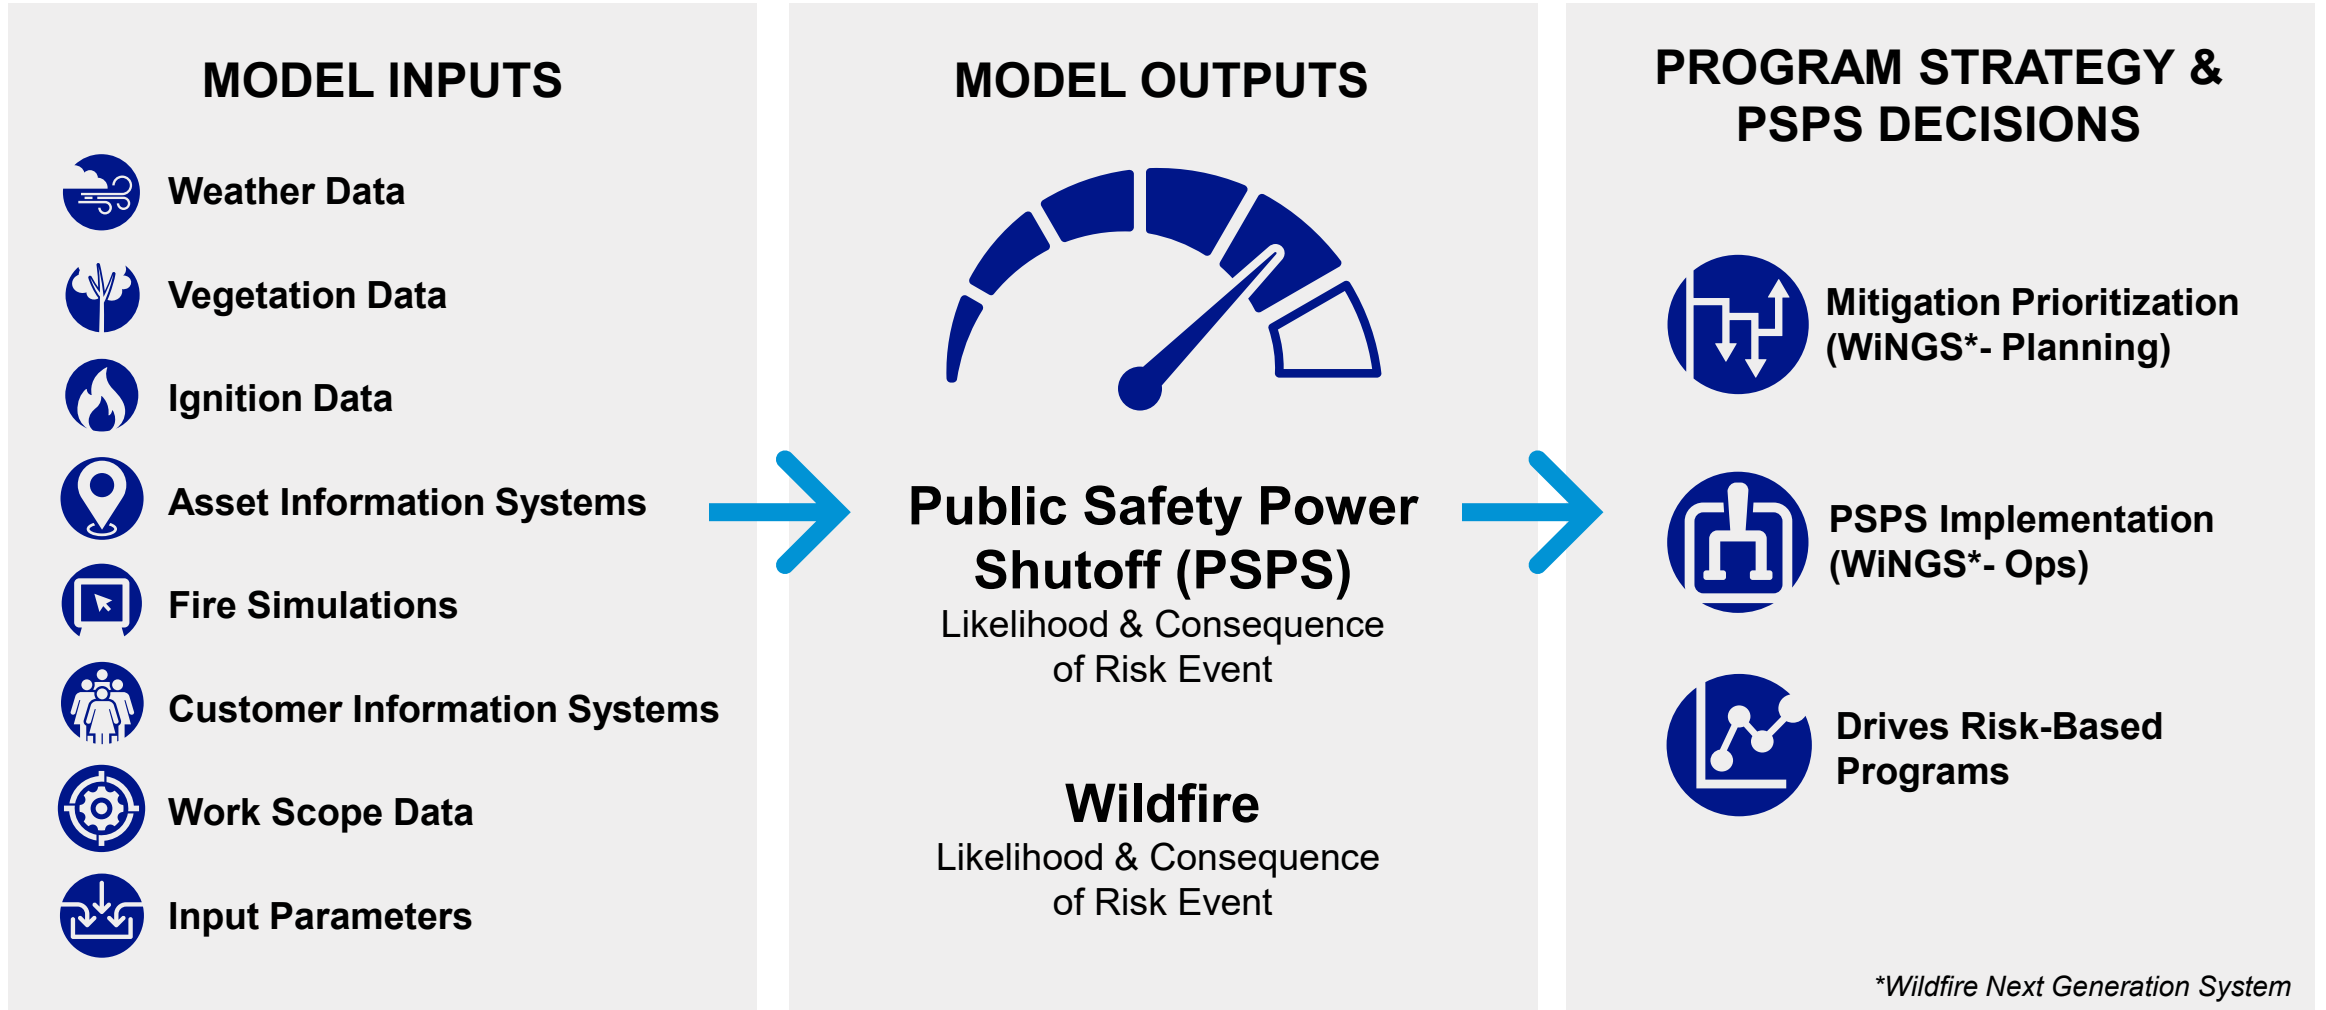 MODEL INPUTS
Weather Data
Vegetation Data
Ignition Data
Asset Information Systems
Fire Simulations
Customer Information Systems
Work Scope Data
Input Parameters
MODEL OUTPUTS
Public Safety Power
Shutoff (PSPS)
Likelihood & Consequence
of Risk Event
Wildfire
Likelihood & Consequence
of Risk Event
PROGRAM STRATEGY &
PSPS DECISIONS
Mitigation Prioritization
(WiNGS*- Planning)
PSPS Implementation
(WiNGS*- Ops)
Drives Risk-Based
Programs
*Wildfire Next Generation System